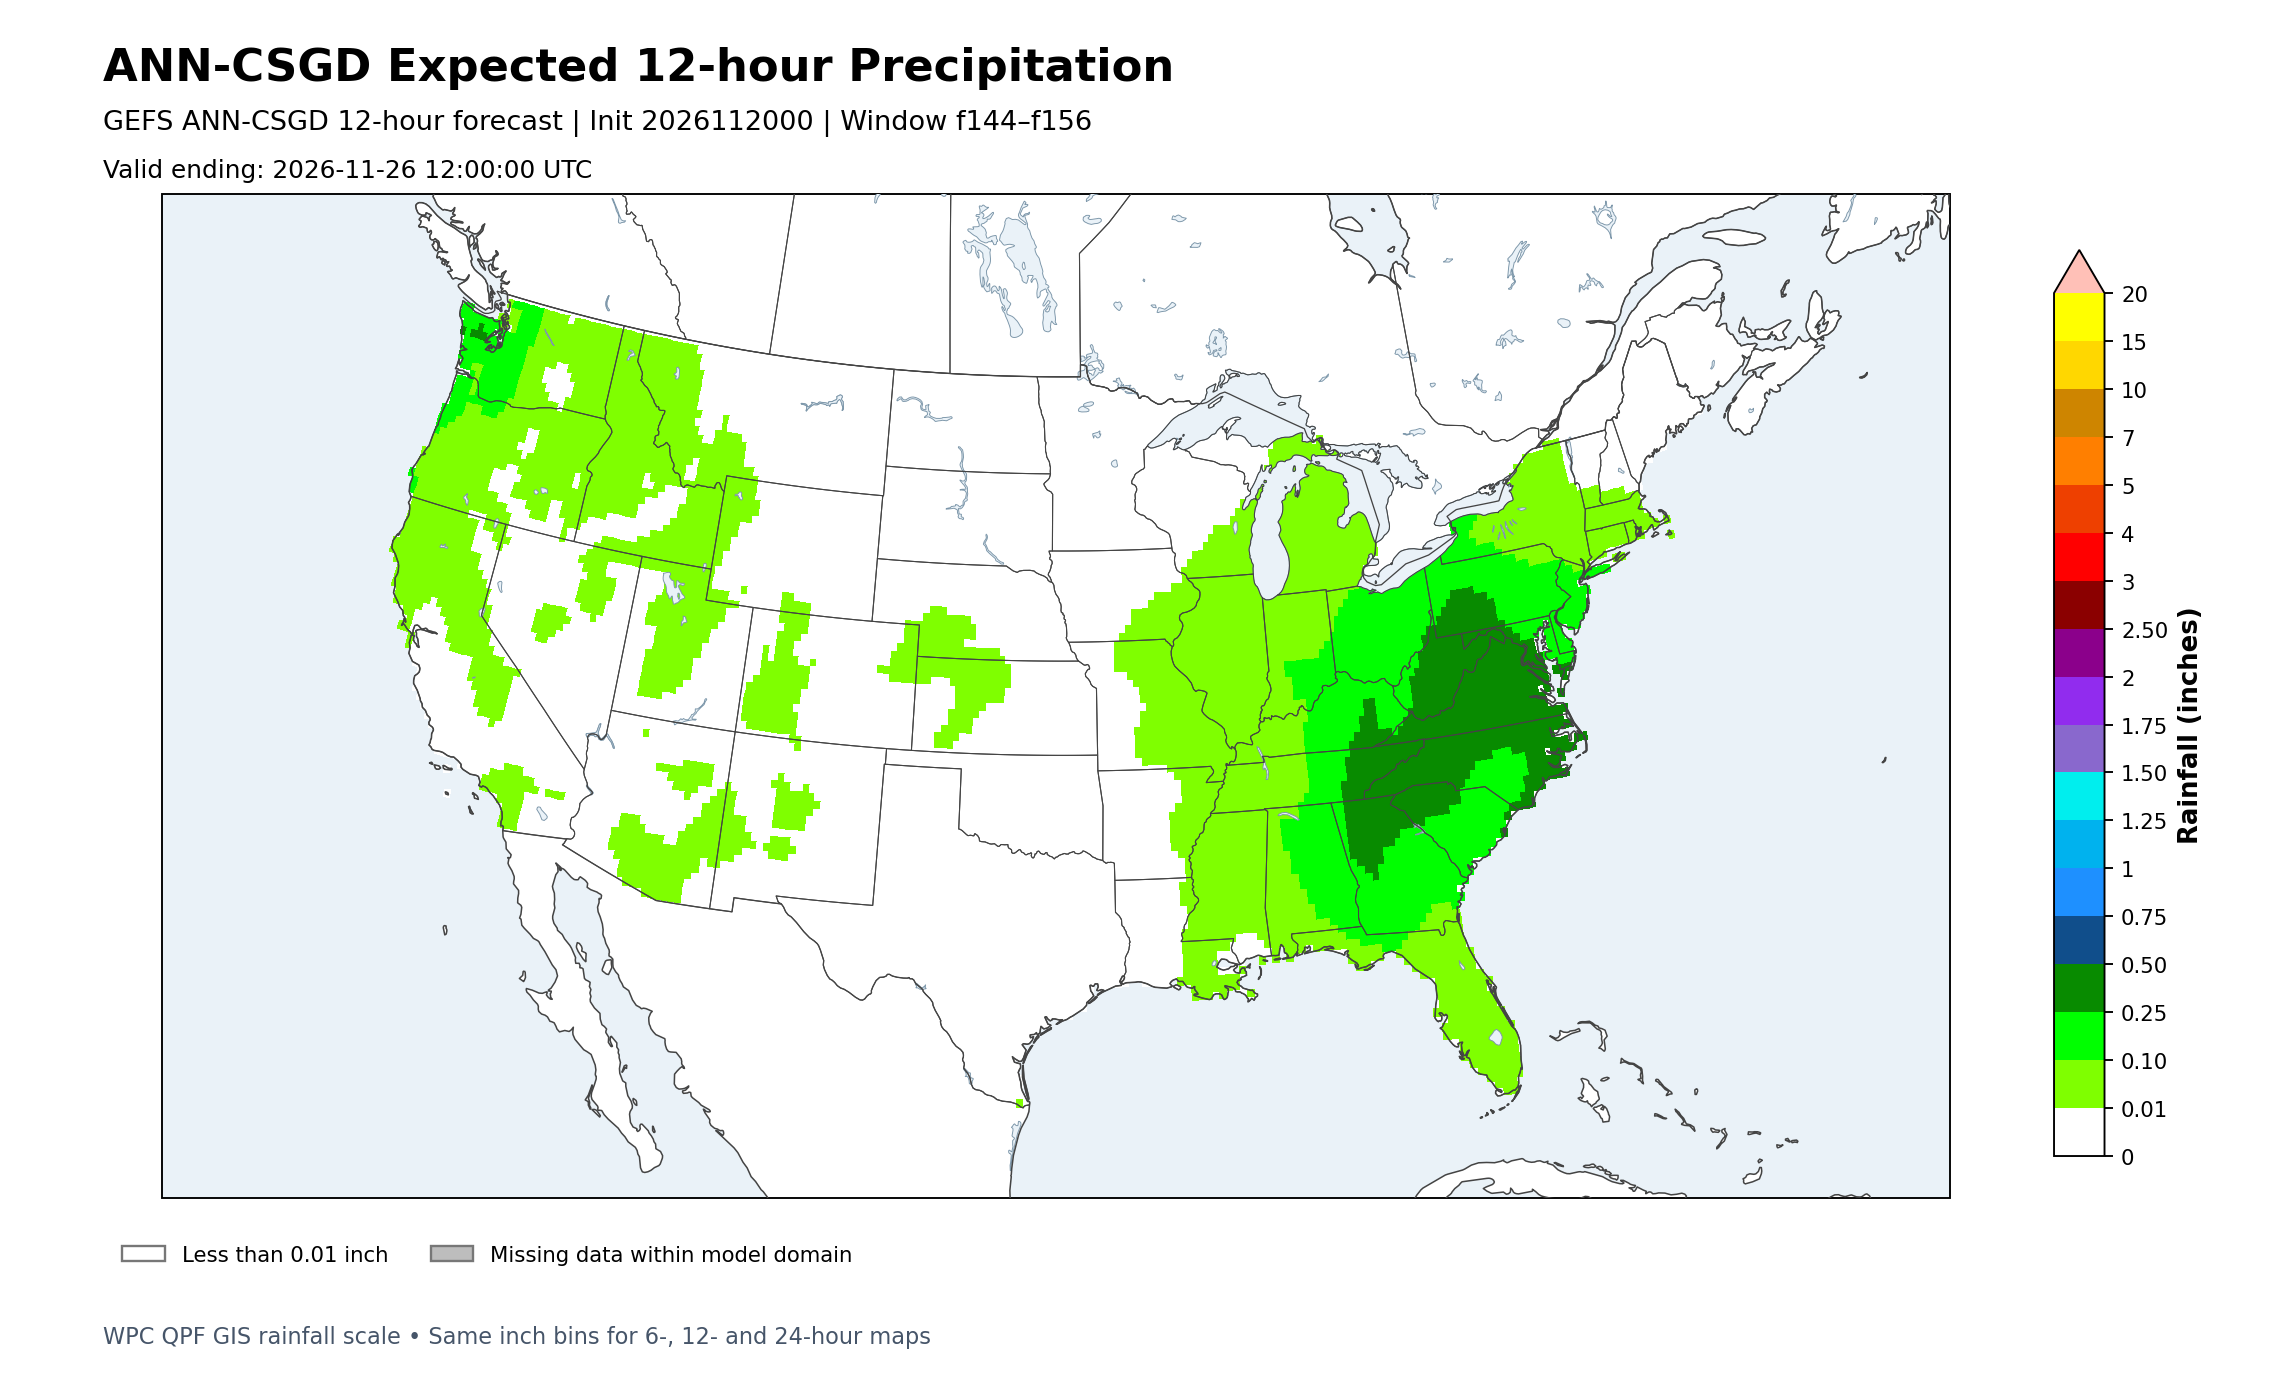 ANN-CSGD Expected 12-hour Precipitation
GEFS ANN-CSGD 12-hour forecast | Init 2026112000 | Window f144–f156
Valid ending: 2026-11-26 12:00:00 UTC
20
15
10
7
5
4
3
2.50
2
1.75
1.50
1.25
1
0.75
0.50
0.25
0.10
0.01
0
Rainfall (inches)
Less than 0.01 inch
Missing data within model domain
WPC QPF GIS rainfall scale • Same inch bins for 6-, 12- and 24-hour maps